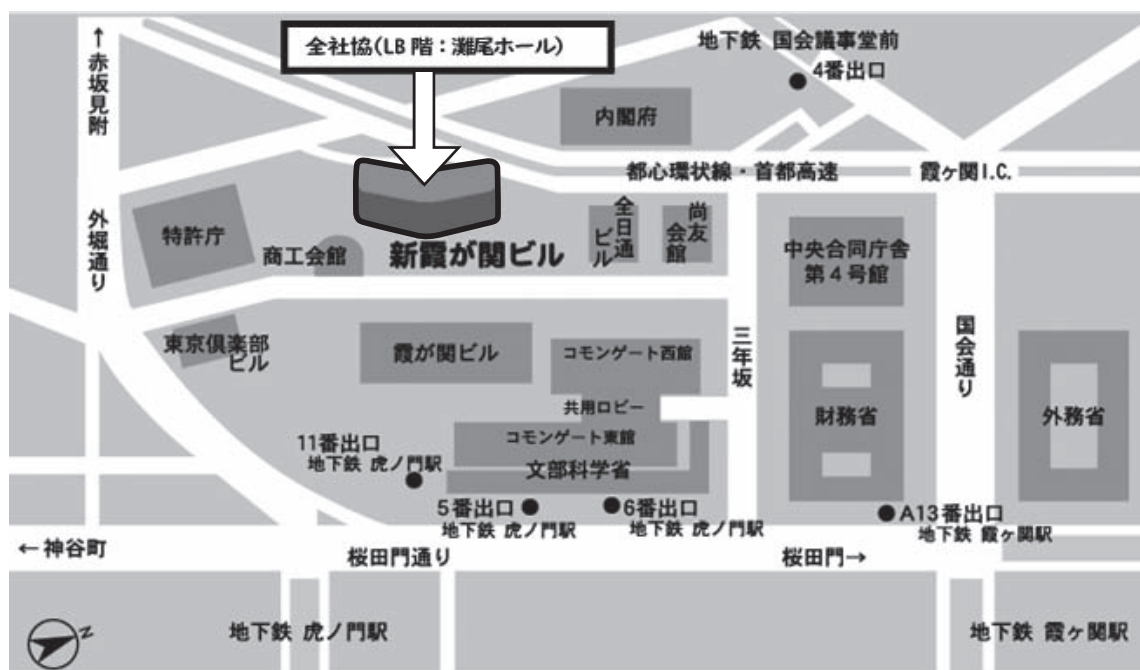 全社協(LB 階:灘尾ホール)
↑赤坂見附
地下鉄 国会議事堂前
4番出口
内閣府
都心環状線・首都高速
霞ヶ関I.C.
外堀通り
特許庁
商工会館
新霞が関ビル
全日通
ビル
尚友
会館
中央合同庁舎
第4号館
東京倶楽部
ビル
霞が関ビル
コモンゲート西館
三年坂
国会通り
共用ロビー
財務省
外務省
コモンゲート東館
文部科学省
11番出口
地下鉄 虎ノ門駅
5番出口
地下鉄 虎ノ門駅
6番出口
地下鉄 虎ノ門駅
A13番出口
地下鉄 霞ヶ関駅
←神谷町
桜田門通り
桜田門→
N
地下鉄 虎ノ門駅
地下鉄 霞ヶ関駅